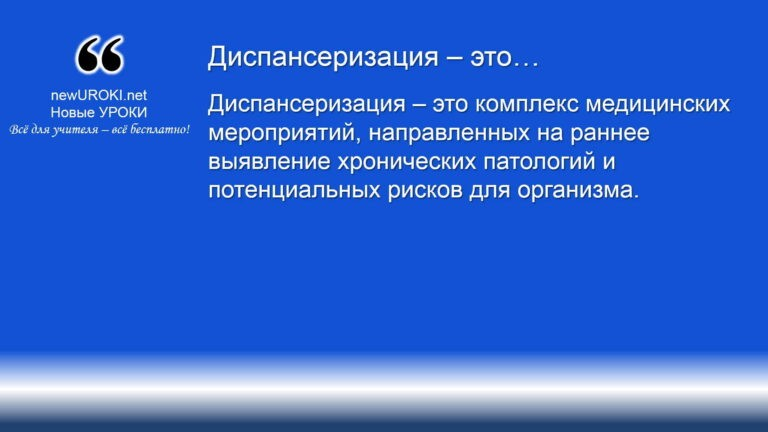 newUROKI.net
Новые УРОКИ
Всё для учителя – всё бесплатно!
Диспансеризация – это…
Диспансеризация – это комплекс медицинских
мероприятий, направленных на раннее
выявление хронических патологий и
потенциальных рисков для организма.